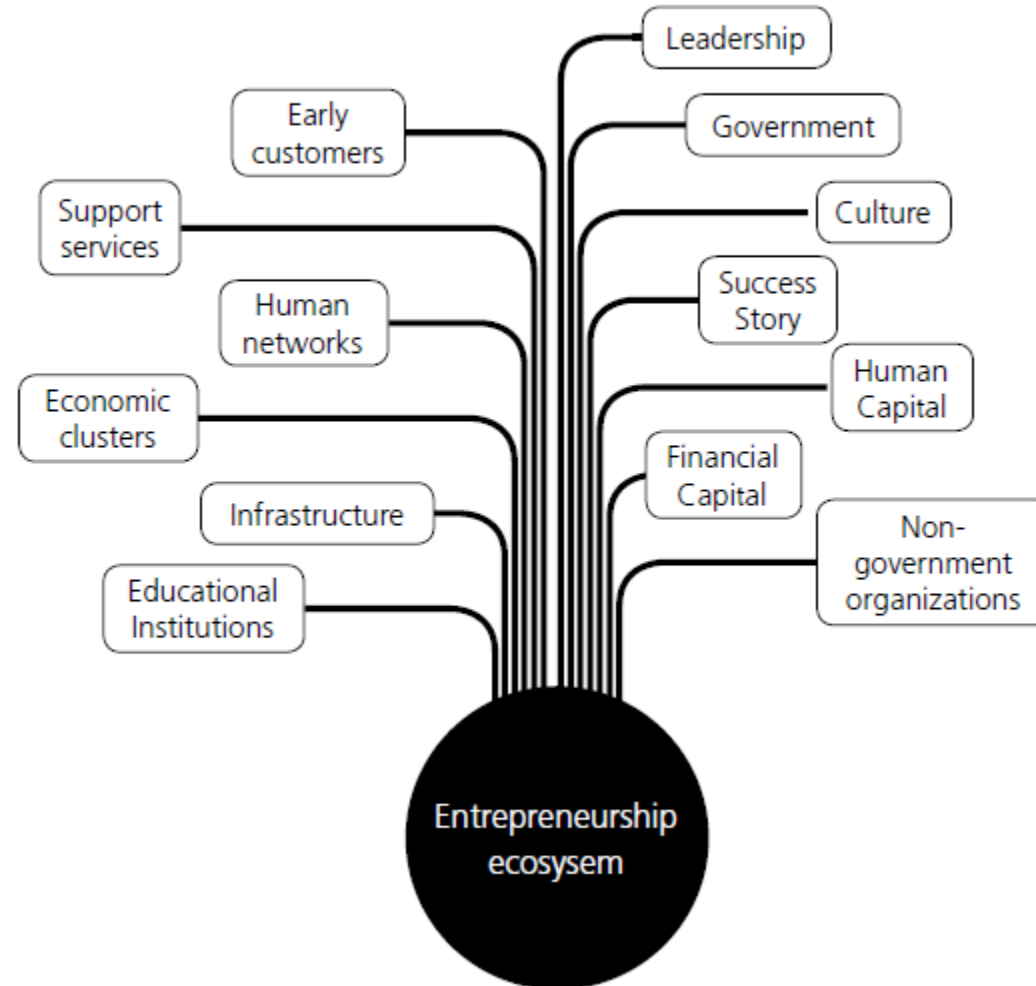 Leadership
Early
customers
Government
Support
services
Culture
Success
Story
Human
networks
Human
Capital
Economic
clusters
Financial
Capital
Infrastructure
Non-
government
organizations
Educational
Institutions
Entrepreneurship
ecosysem